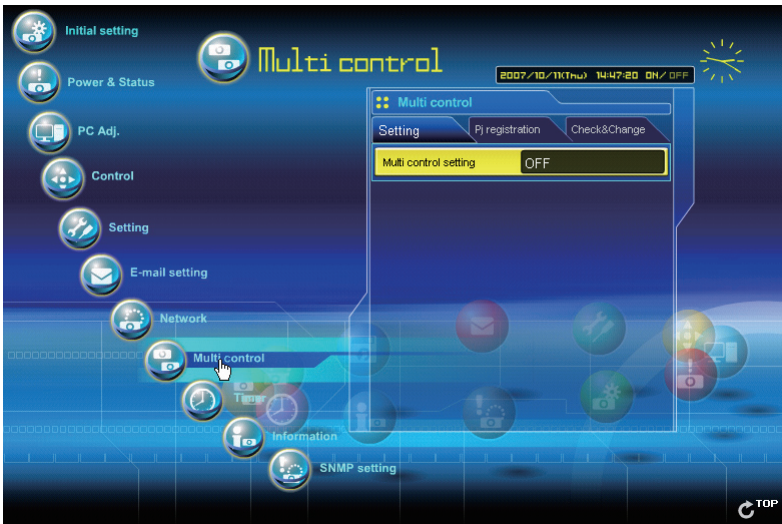 Initial setting
Power & Status
PC Adj.
Control
Setting
E-mail setting
Network
Multi control
Information
SNMP setting
Multi control
2007/10/11(Thu) 14:47:20 ON/OFF
Multi control
Setting
Pj registration
Check&Change
Multi control setting
OFF
TOP